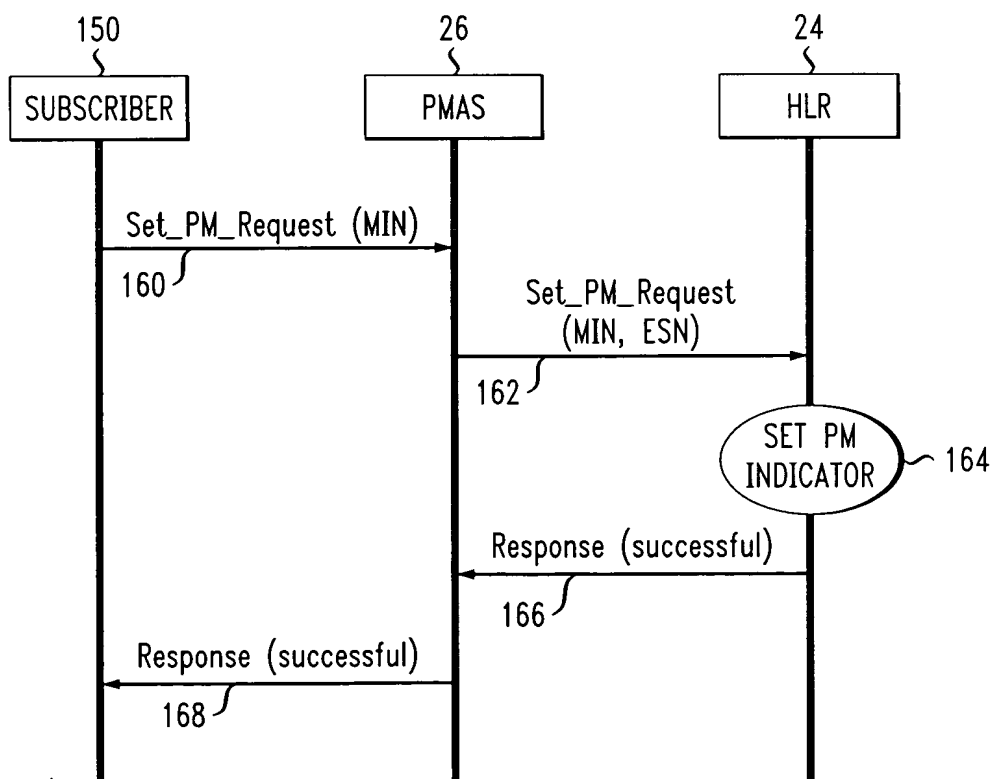 150
26
24
SUBSCRIBER
PMAS
HLR
Set_PM_Request (MIN)
160
Set_PM_Request
(MIN, ESN)
162
SET PM
INDICATOR
164
Response (successful)
166
Response (successful)
168